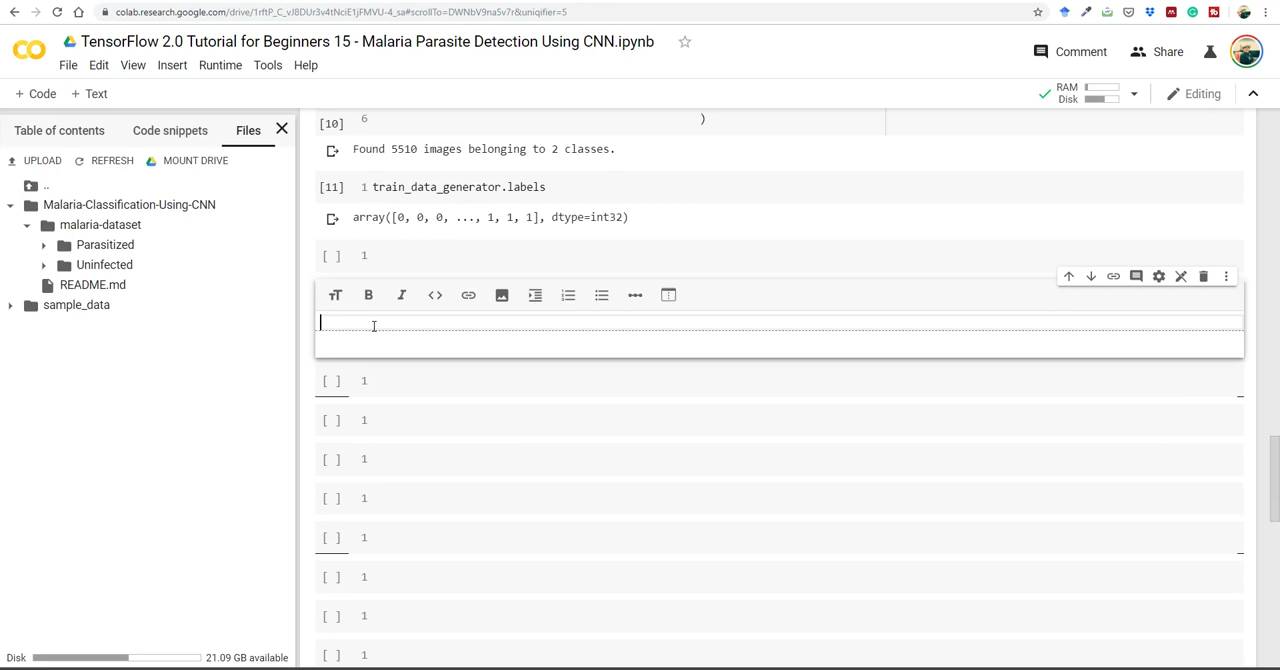 colab.research.google.com/drive/1rftP_C_vJ8DUr3v4tNciE1jFMVU-4_sa#scrollTo=DWNbV9na5v7r&uniqifier=5
CO
TensorFlow 2.0 Tutorial for Beginners 15 - Malaria Parasite Detection Using CNN.ipynb
Comment
Share
File Edit View Insert Runtime Tools Help
+ Code + Text
RAM
Disk
Editing
Table of contents Code snippets Files
UPLOAD REFRESH MOUNT DRIVE
..
Malaria-Classification-Using-CNN
malaria-dataset
Parasitized
Uninfected
README.md
sample_data
Disk 21.09 GB available
[10] 6 )
Found 5510 images belonging to 2 classes.
[11] 1 train_data_generator.labels
array([0, 0, 0, ..., 1, 1, 1], dtype=int32)
[ ] 1
[ ] 1
[ ] 1
[ ] 1
[ ] 1
[ ] 1
[ ] 1
[ ] 1
[ ] 1